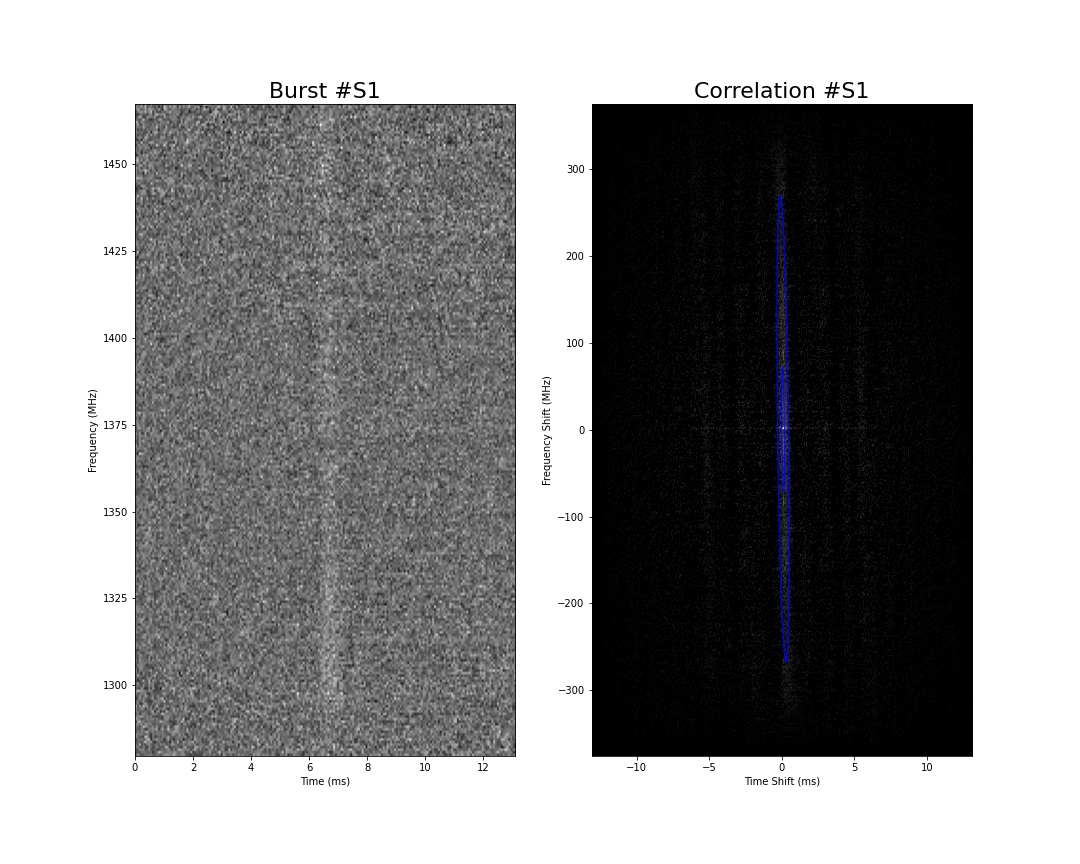 Burst #S1
Frequency (MHz)
1450
1425
1400
1375
1350
1325
1300
0 2 4 6 8 10 12
Time (ms)
Correlation #S1
Frequency Shift (MHz)
300
200
100
0
−100
−200
−300
−10 −5 0 5 10
Time Shift (ms)